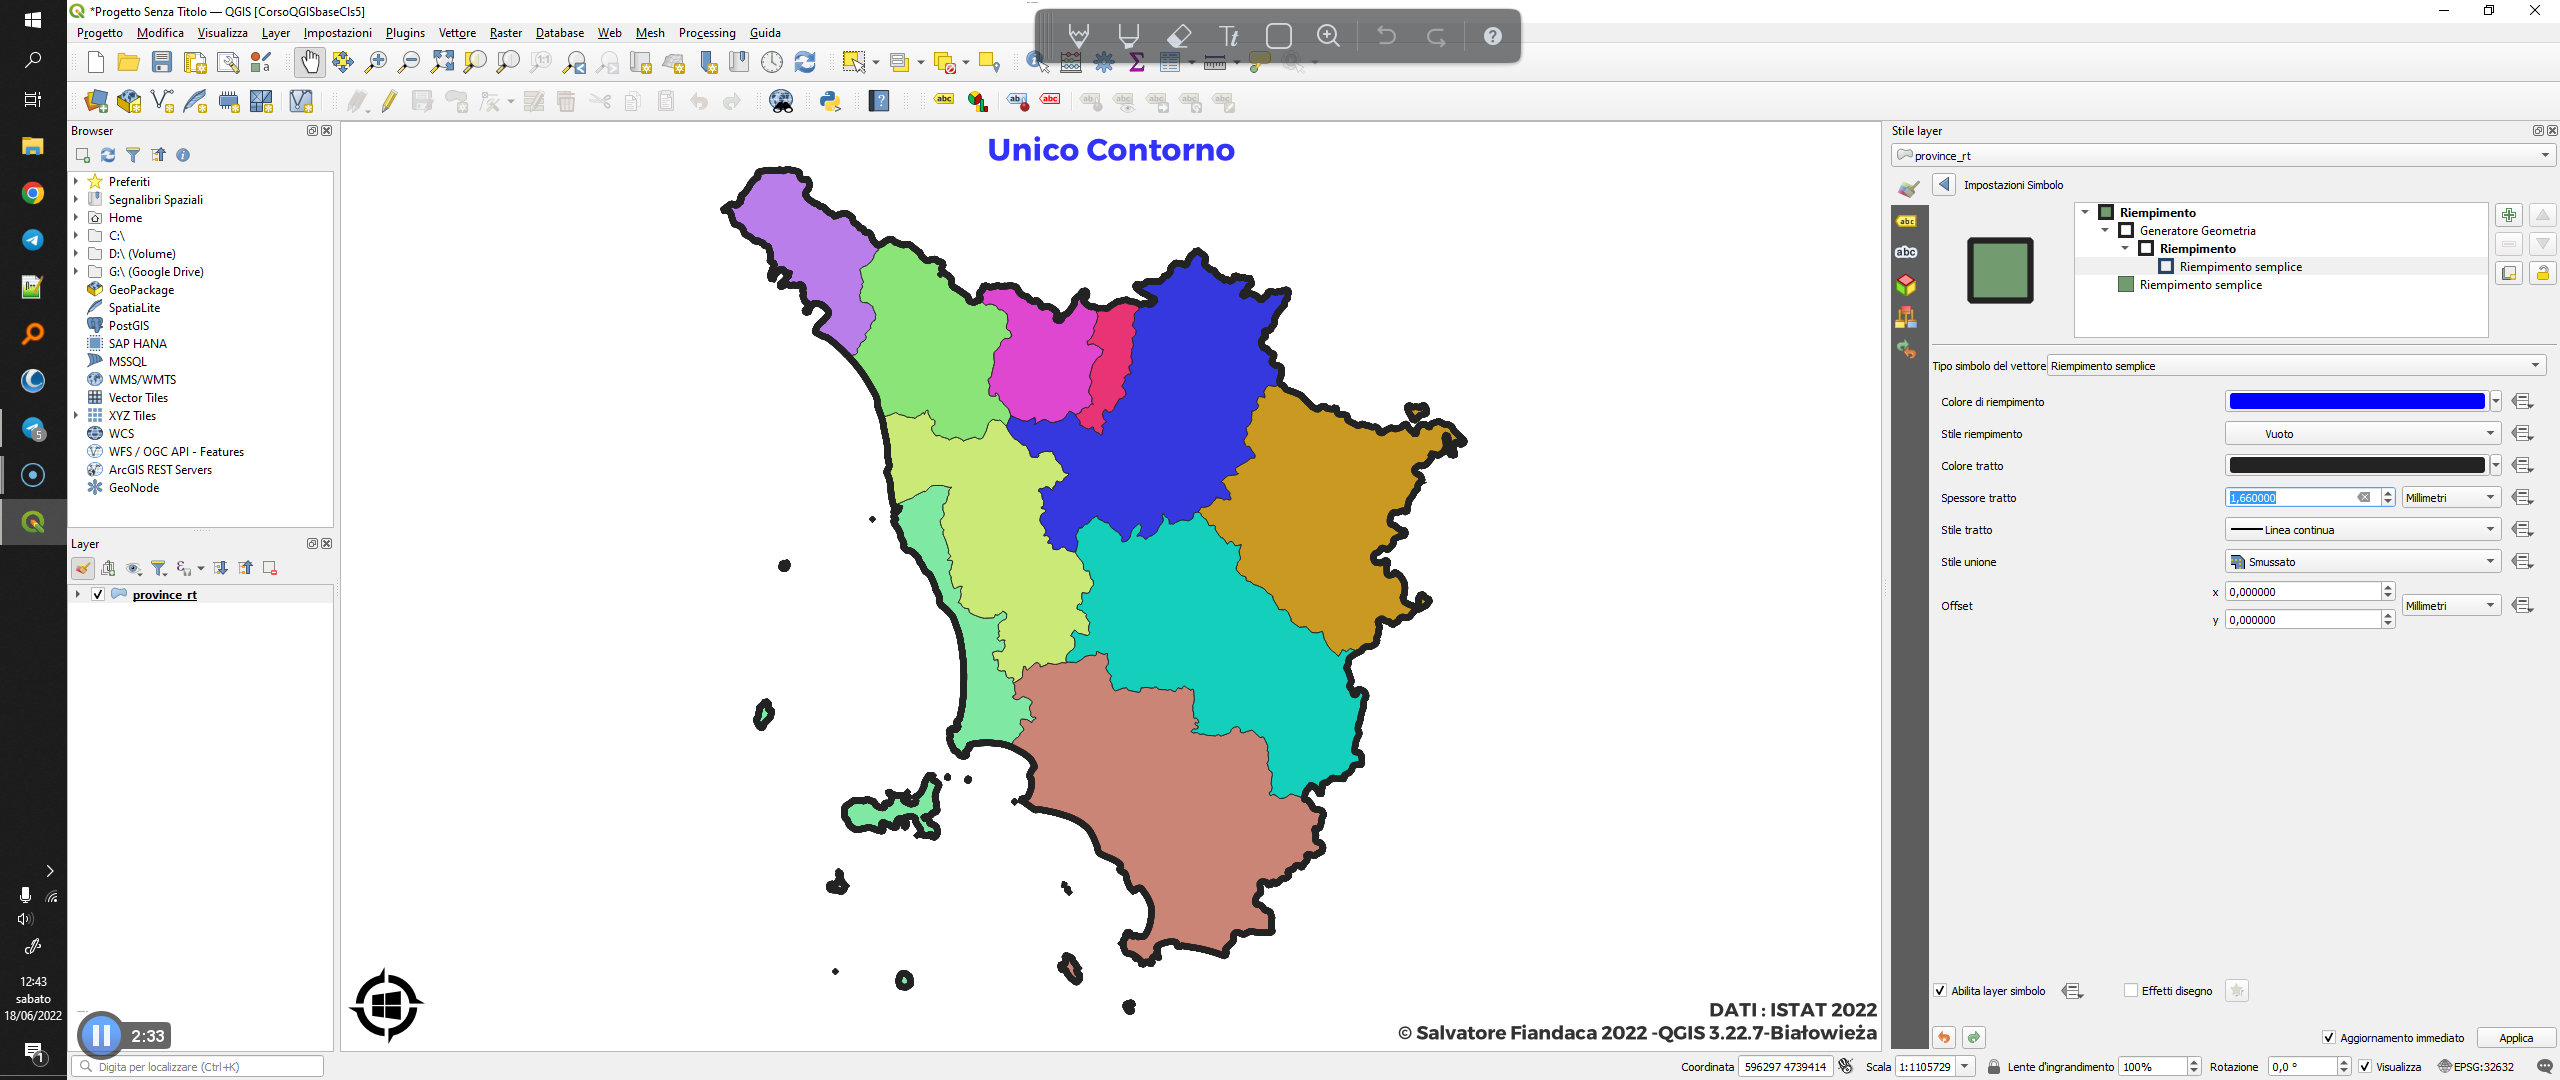 *Progetto Senza Titolo — QGIS [CorsoQGISbaseCls5]
Progetto Modifica Visualizza Layer Impostazioni Plugins Vettore Raster Database Web Mesh Processing Guida
Browser
Preferiti
Segnalibri Spaziali
Home
C:\
D:\ (Volume)
G:\ (Google Drive)
GeoPackage
SpatiaLite
PostGIS
SAP HANA
MSSQL
WMS/WMTS
Vector Tiles
XYZ Tiles
WCS
WFS / OGC API - Features
ArcGIS REST Servers
GeoNode
Layer
province_rt
Digita per localizzare (Ctrl+K)
12:43
sabato
18/06/2022
2:33
Unico Contorno
DATI : ISTAT 2022
© Salvatore Fiandaca 2022 -QGIS 3.22.7-Białowieża
Stile layer
province_rt
Impostazioni Simbolo
Riempimento
Generatore Geometria
Riempimento
Riempimento semplice
Riempimento semplice
Tipo simbolo del vettore Riempimento semplice
Colore di riempimento
Stile riempimento Vuoto
Colore tratto
Spessore tratto 1,660000 Millimetri
Stile tratto Linea continua
Stile unione Smussato
Offset x 0,000000 Millimetri
y 0,000000
Abilita layer simbolo Effetti disegno
Aggiornamento immediato Applica
Coordinata 596297 4739414 Scala 1:1105729 Lente d'ingrandimento 100% Rotazione 0,0 ° Visualizza EPSG:32632